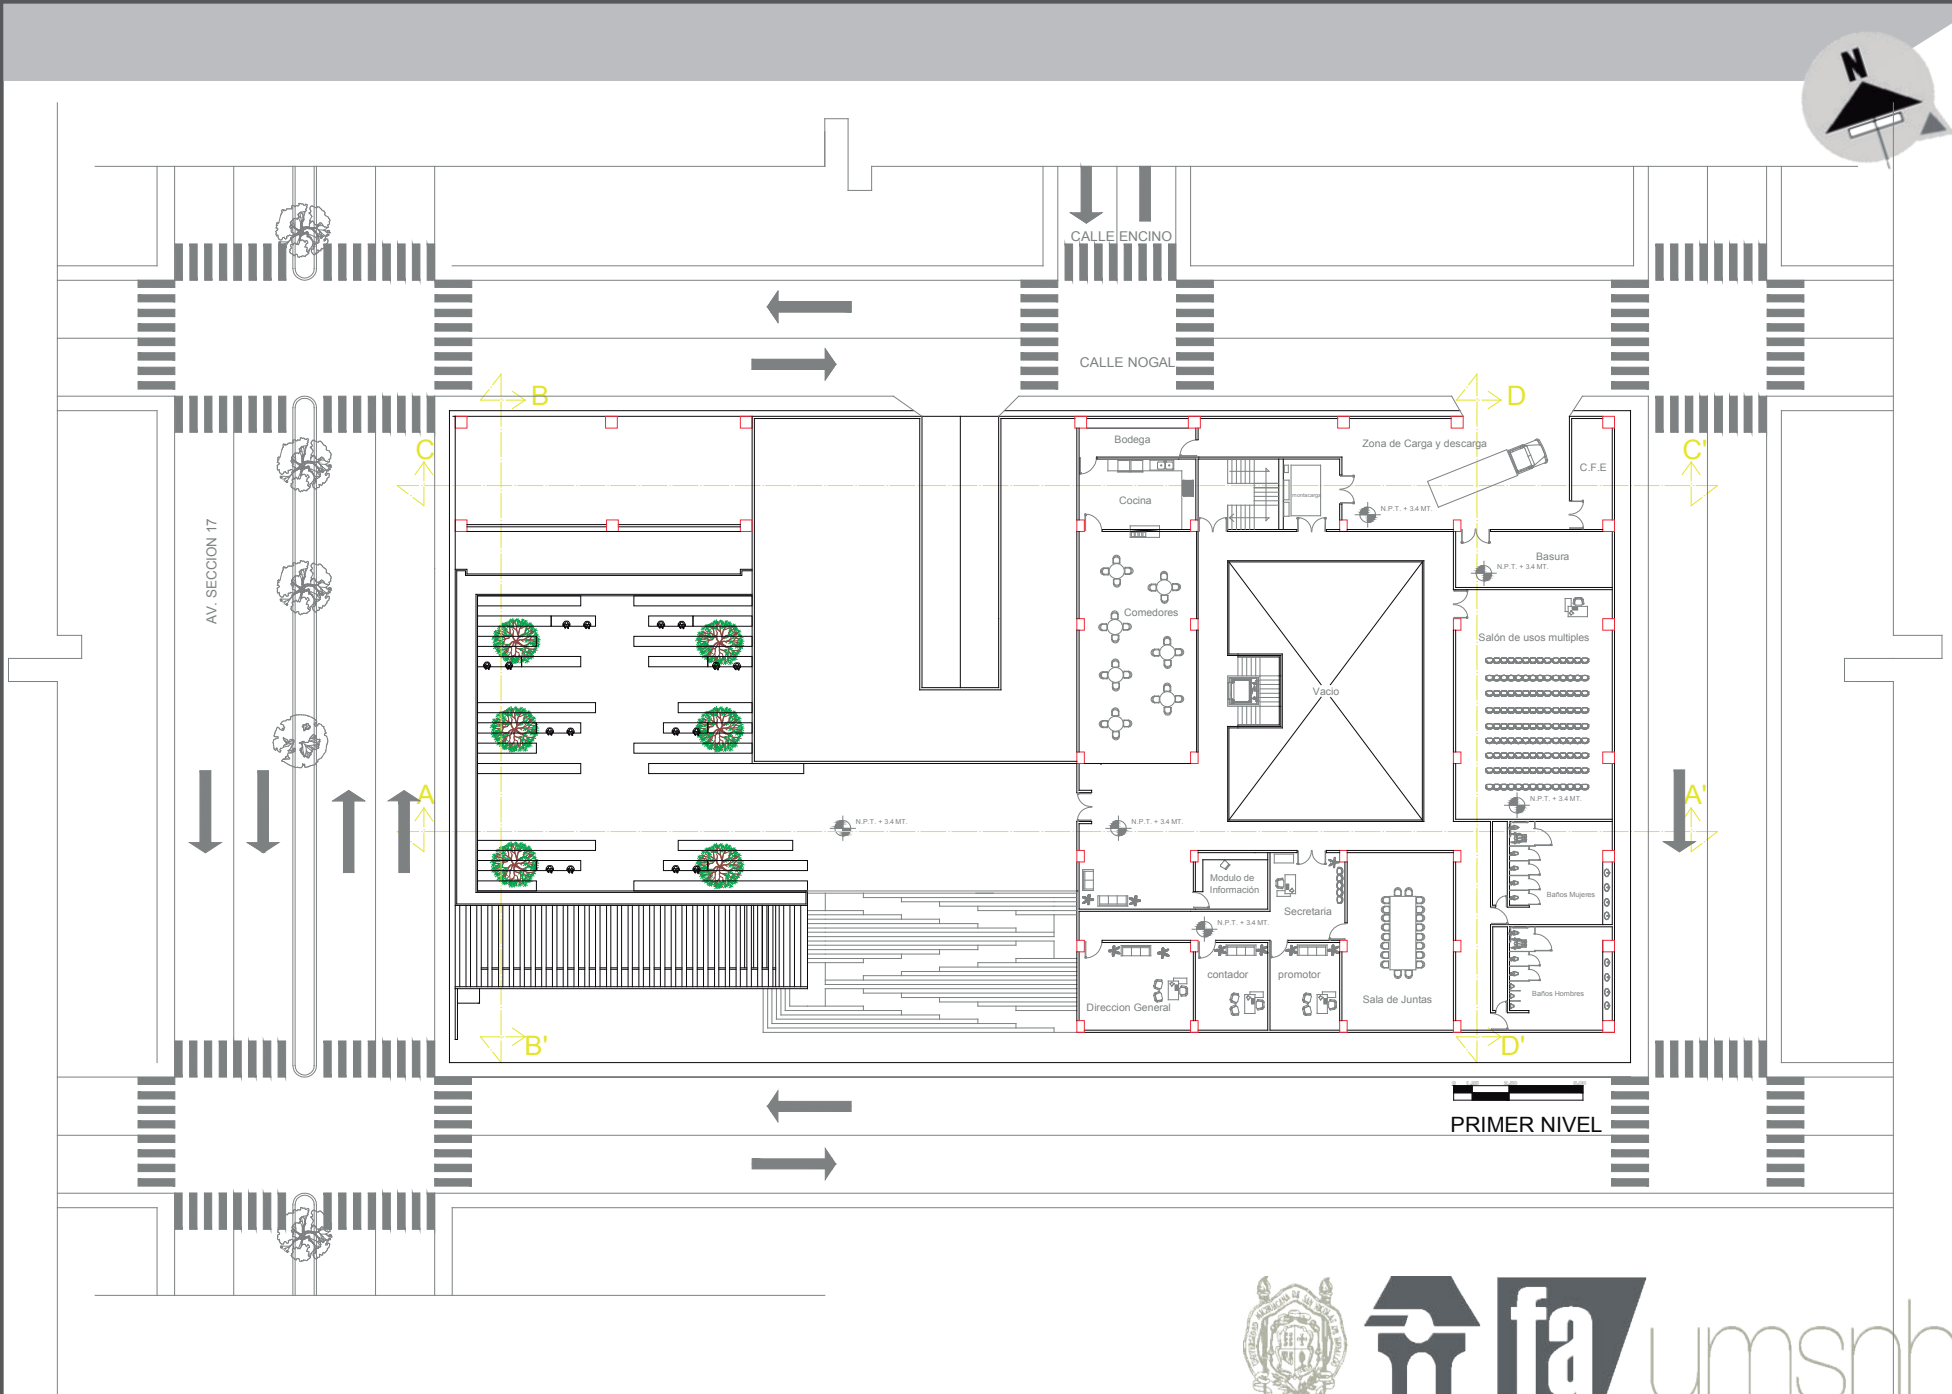 N
CALLE ENCINO
CALLE NOGAL
B
D
C
C'
Bodega
Zona de Carga y descarga
C.F.E
Cocina
montacarga
N.P.T. + 3.4 MT.
AV. SECCION 17
Basura
N.P.T. + 3.4 MT.
Comedores
Salón de usos multiples
Vacio
A
A'
N.P.T. + 3.4 MT.
N.P.T. + 3.4 MT.
N.P.T. + 3.4 MT.
Modulo de
Información
Baños Mujeres
Secretaria
N.P.T. + 3.4 MT.
contador
promotor
Baños Hombres
Sala de Juntas
Direccion General
B'
D'
PRIMER NIVEL
fa
umsnh